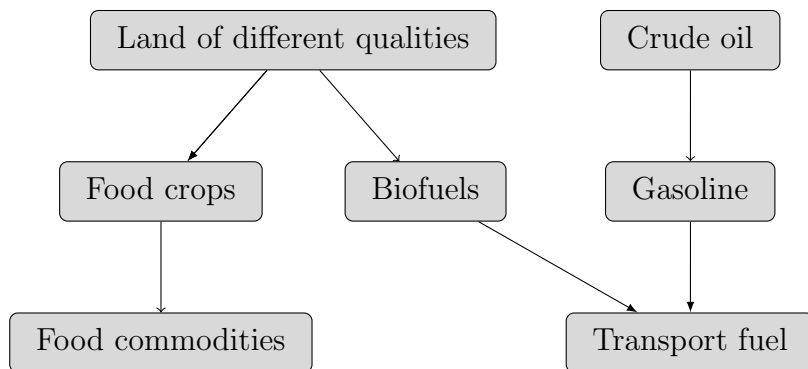 Land of different qualities
Crude oil
Food crops
Biofuels
Gasoline
Food commodities
Transport fuel